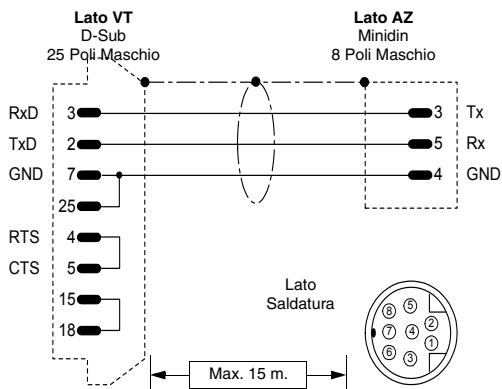 Lato VT
D-Sub
25 Poli Maschio
Lato AZ
Minidin
8 Poli Maschio
RxD 3
3 Tx
TxD 2
5 Rx
GND 7
4 GND
25
RTS 4
CTS 5
15
18
Lato
Saldatura
8 5 2
7 4 1
6 3
Max. 15 m.